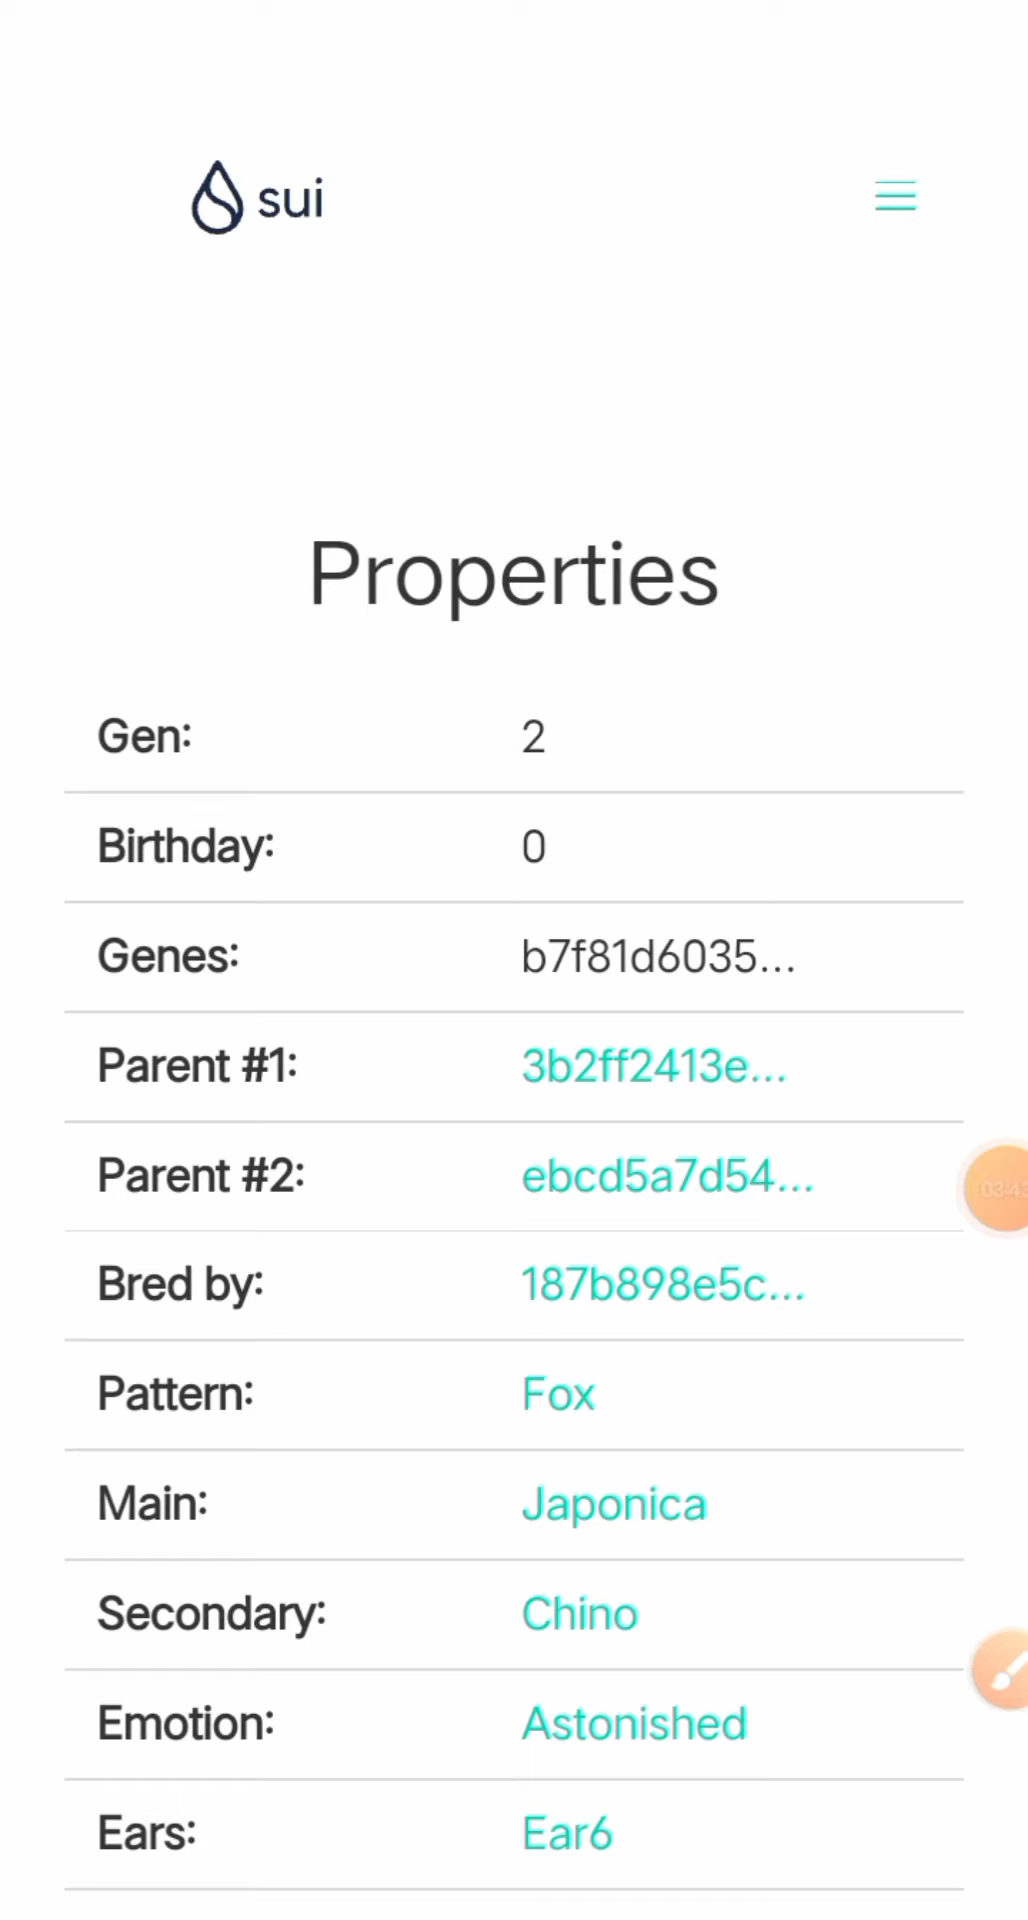 sui
Properties
Gen: 2
Birthday: 0
Genes: b7f81d6035...
Parent #1: 3b2ff2413e...
Parent #2: ebcd5a7d54...
Bred by: 187b898e5c...
Pattern: Fox
Main: Japonica
Secondary: Chino
Emotion: Astonished
Ears: Ear6